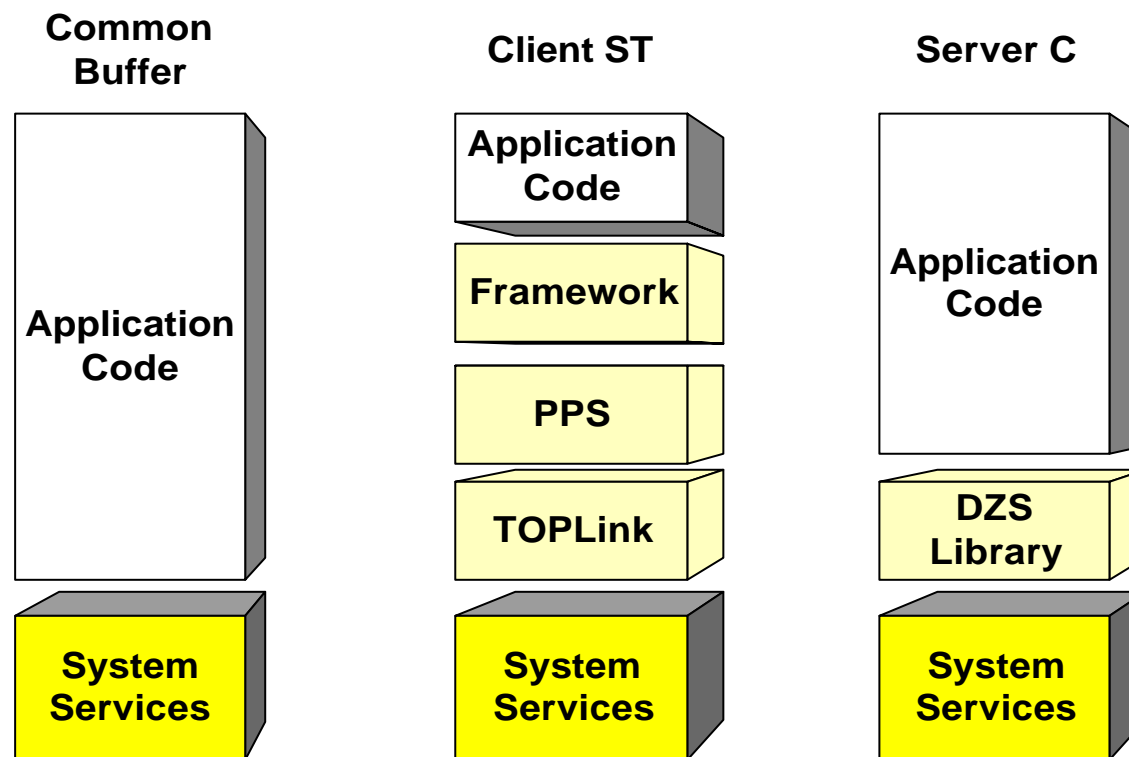 Common
Buffer
Client ST
Server C
Application
Code
Application
Code
Framework
PPS
TOPLink
Application
Code
DZS
Library
System
Services
System
Services
System
Services